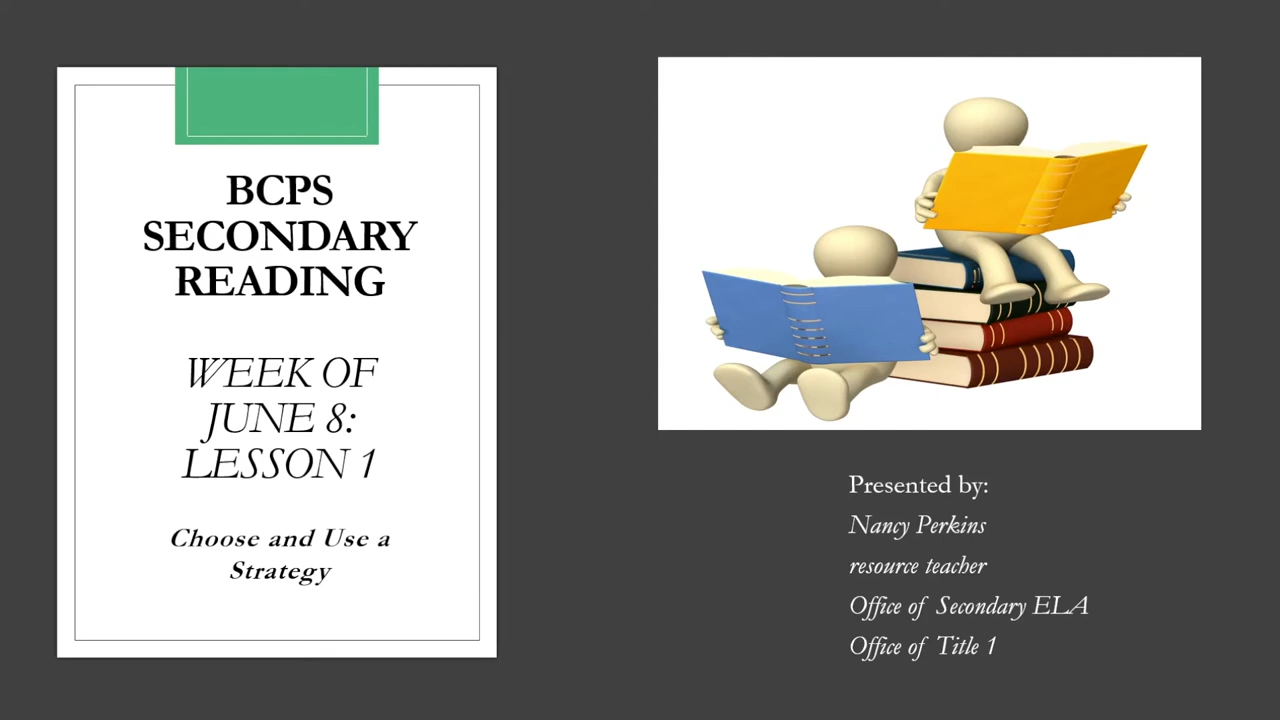 BCPS
SECONDARY
READING
WEEK OF
JUNE 8:
LESSON 1
Choose and Use a
Strategy
Presented by:
Nancy Perkins
resource teacher
Office of Secondary ELA
Office of Title 1